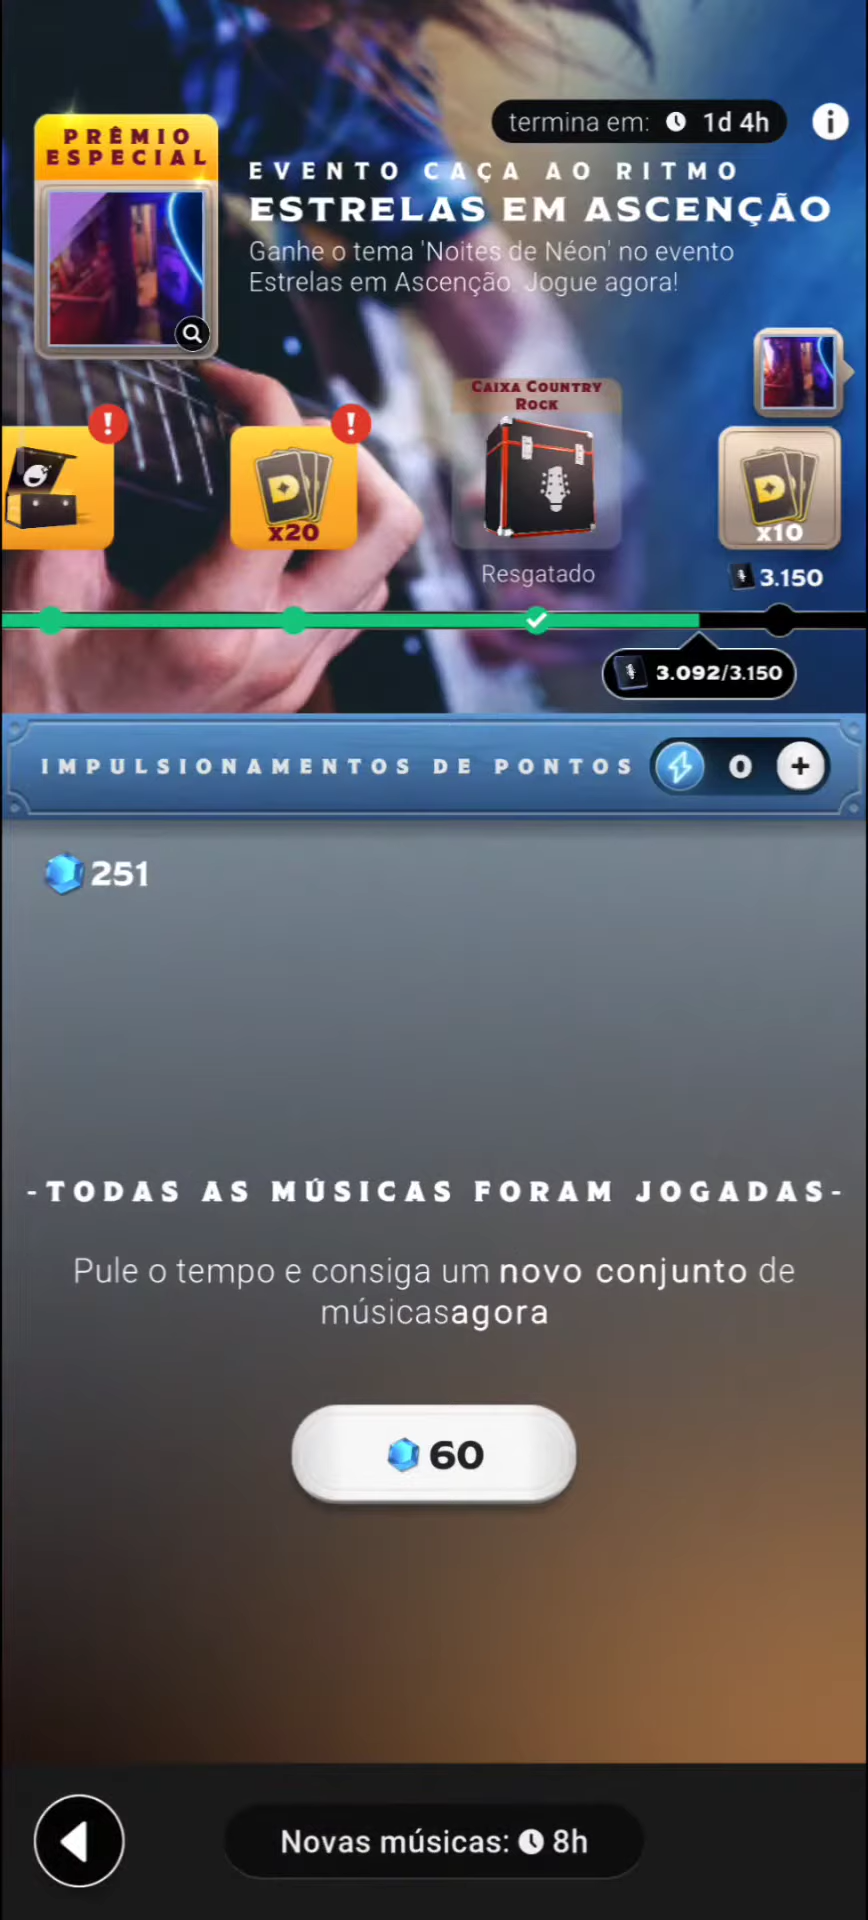 termina em: 1d 4h
PRÊMIO
ESPECIAL
EVENTO CAÇA AO RITMO
ESTRELAS EM ASCENÇÃO
Ganhe o tema 'Noites de Néon' no evento
Estrelas em Ascenção. Jogue agora!
CAIXA COUNTRY
ROCK
!
!
x20
x10
Resgatado
3.150
3.092/3.150
IMPULSIONAMENTOS DE PONTOS
0
+
251
-TODAS AS MÚSICAS FORAM JOGADAS-
Pule o tempo e consiga um novo conjunto de
músicasagora
60
Novas músicas: 8h